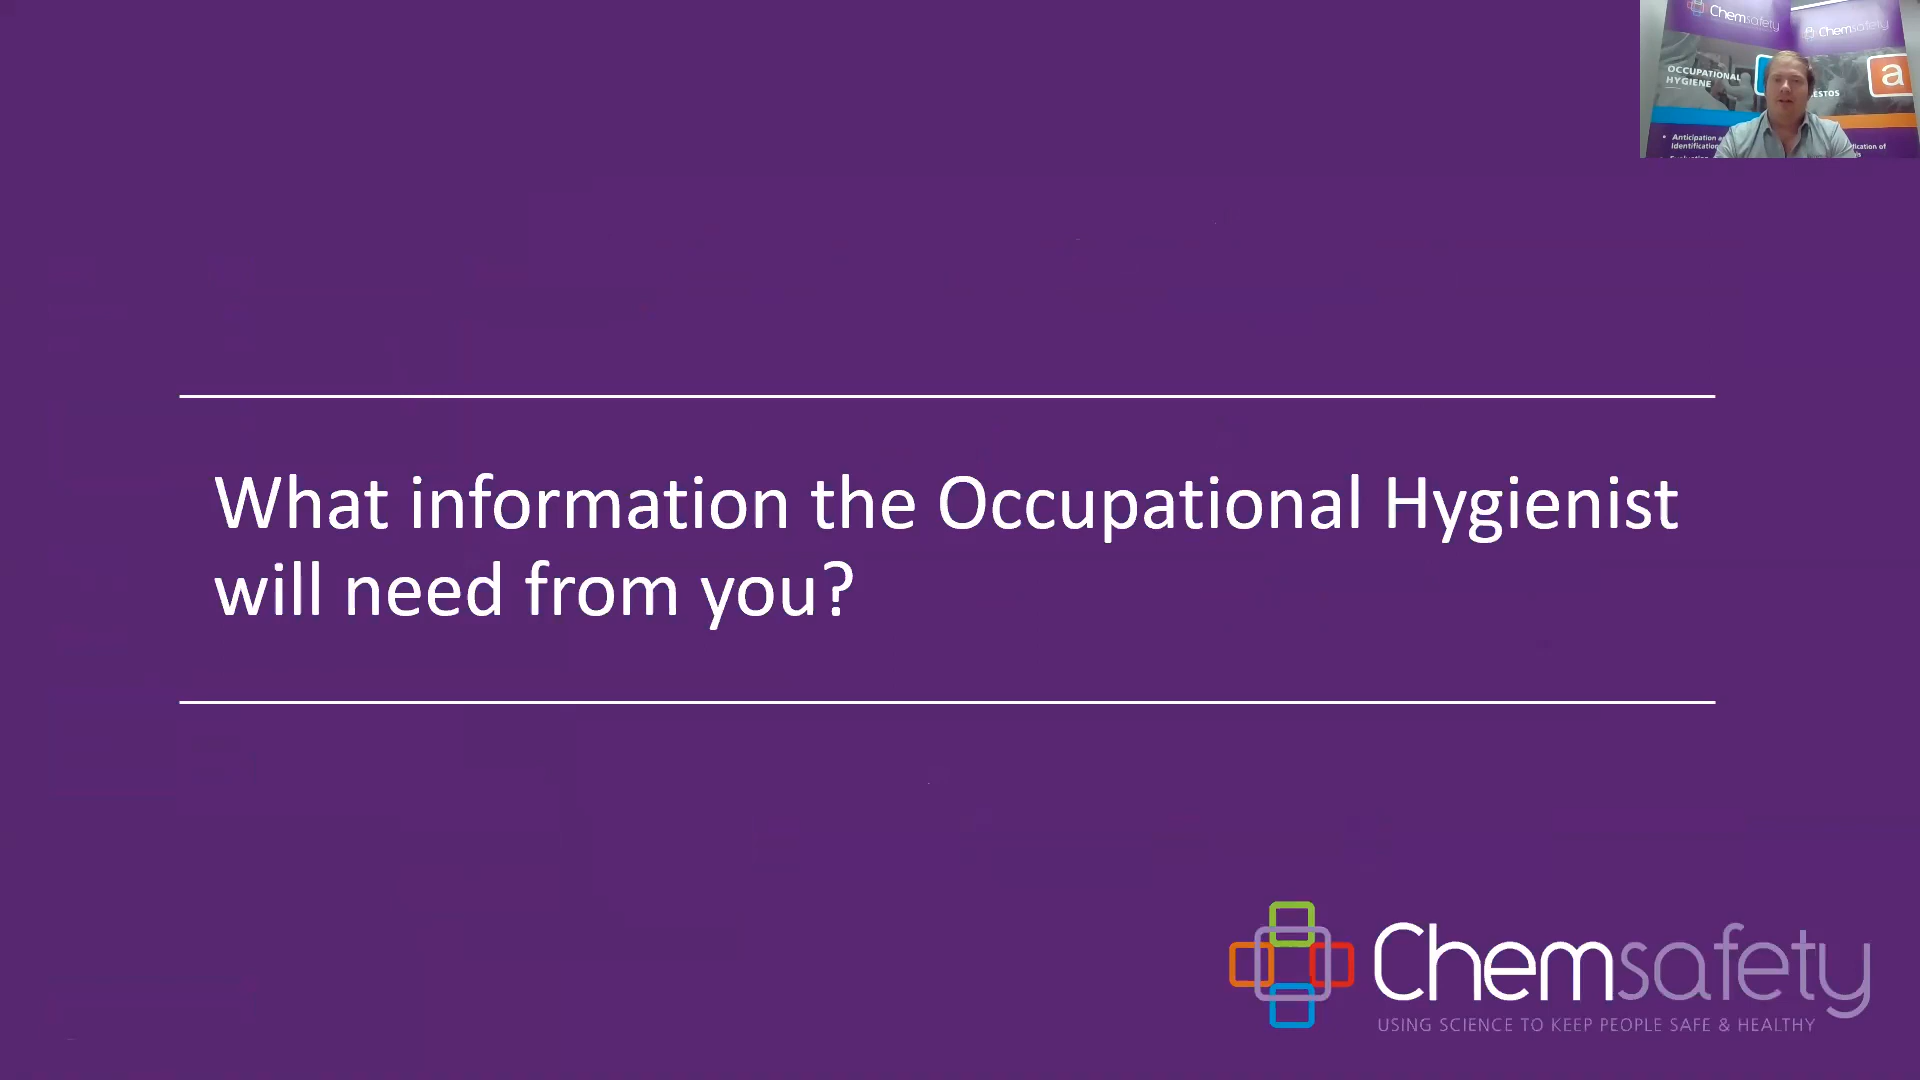 Chemsafety
Chemsafety
OCCUPATIONAL
HYGIENE
a
Anticipation
What information the Occupational Hygienist
will need from you?
Chemsafety
USING SCIENCE TO KEEP PEOPLE SAFE & HEALTHY